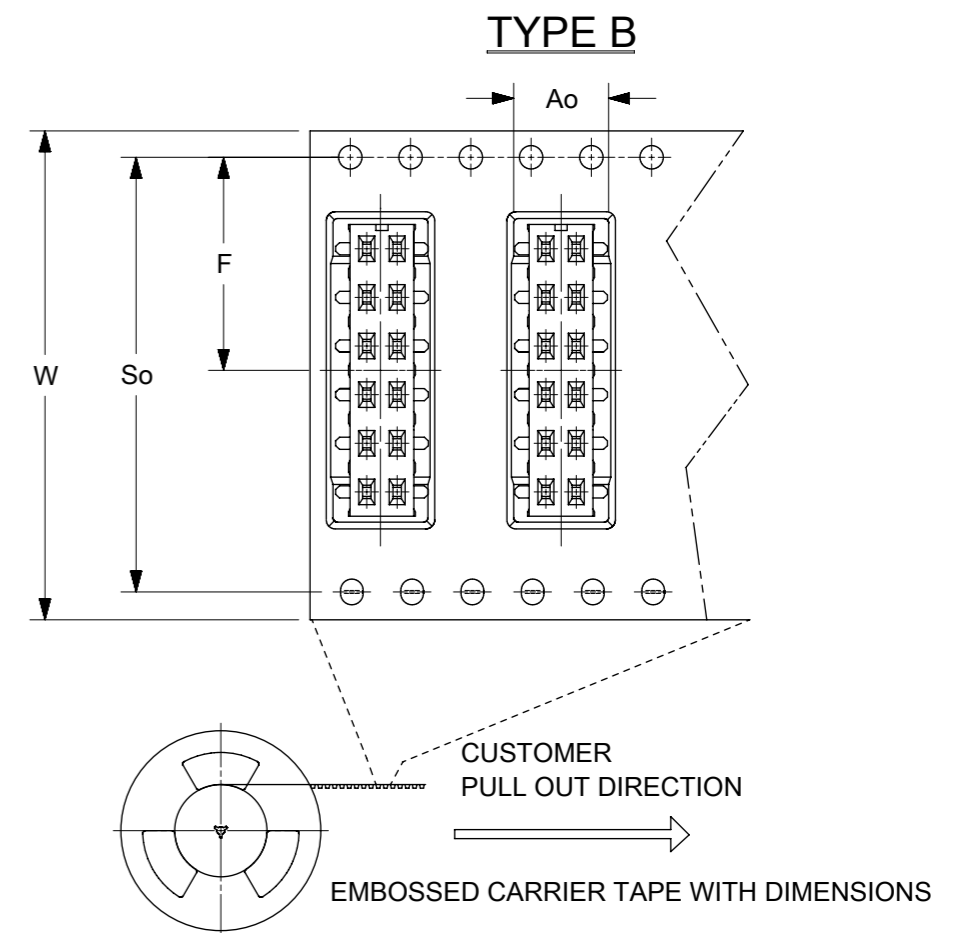 TYPE B
Ao
F
W
So
CUSTOMER
PULL OUT DIRECTION
EMBOSSED CARRIER TAPE WITH DIMENSIONS